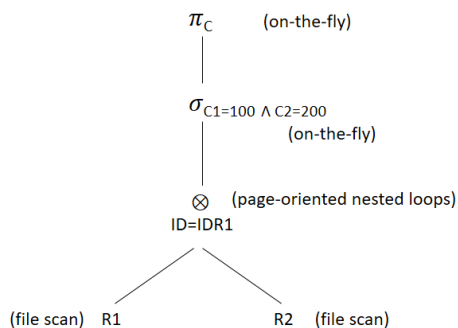 π_C (on-the-fly)
σ_C1=100 ∧ C2=200
(on-the-fly)
⊗ (page-oriented nested loops)
ID=IDR1
(file scan) R1 R2 (file scan)